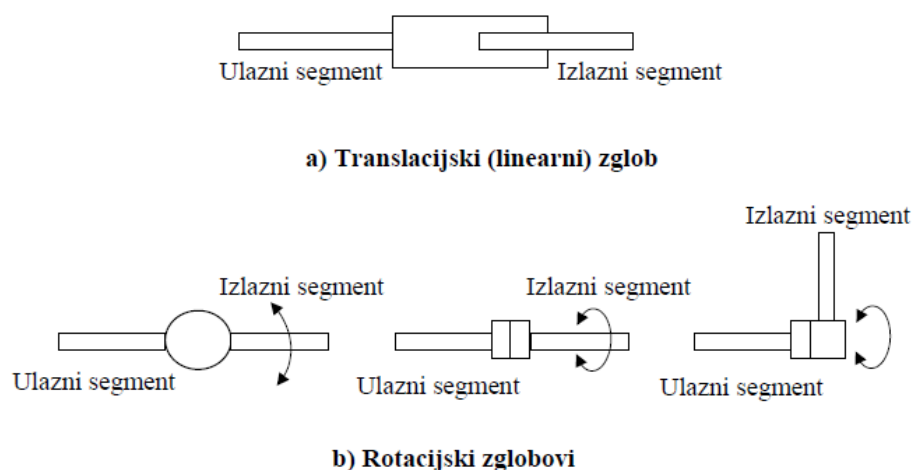 Ulazni segment
Izlazni segment
a) Translacijski (linearni) zglob
Izlazni segment
Ulazni segment
Izlazni segment
Ulazni segment
Izlazni segment
Ulazni segment
b) Rotacijski zglobovi